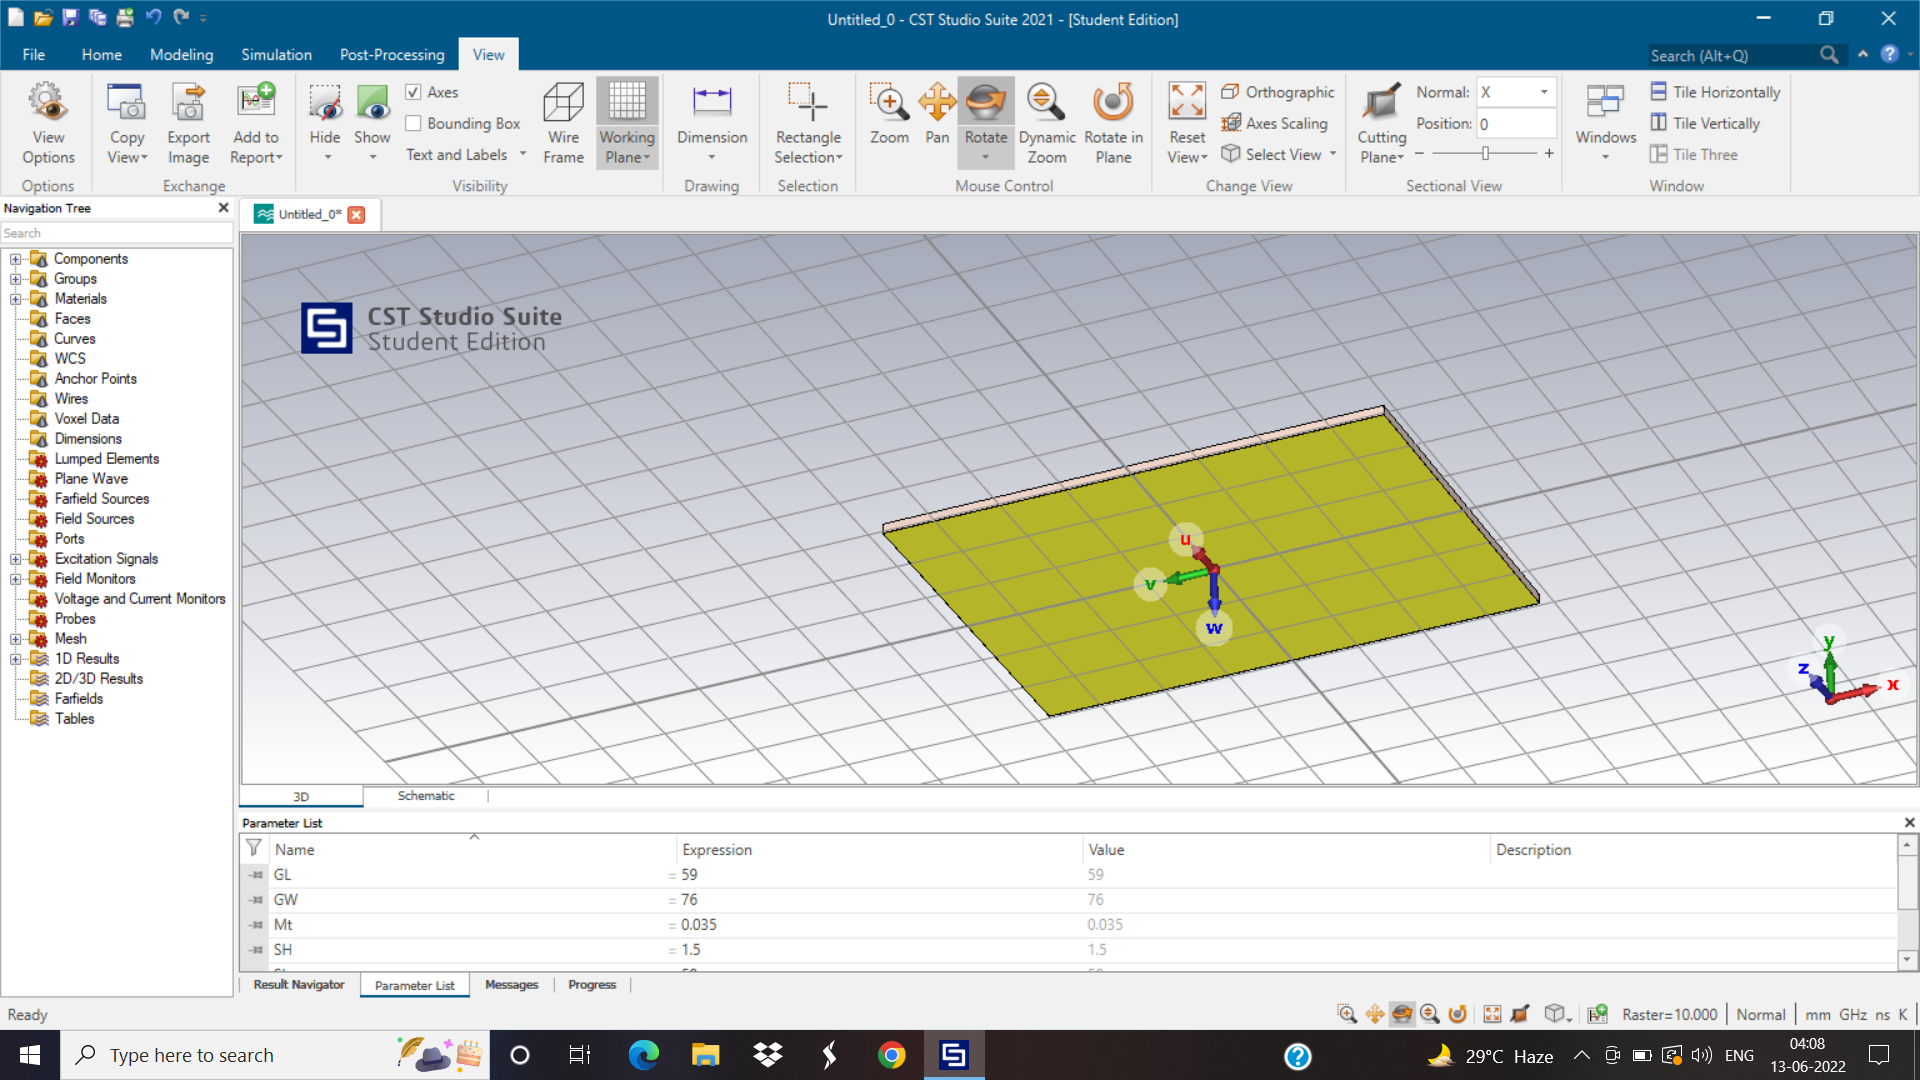 Untitled_0 - CST Studio Suite 2021 - [Student Edition]
File Home Modeling Simulation Post-Processing View Search (Alt+Q)
View Options
Copy View
Export Image
Add to Report
Hide
Show
Axes
Bounding Box
Text and Labels
Wire Frame
Working Plane
Dimension
Rectangle Selection
Zoom
Pan
Rotate
Dynamic Zoom
Rotate in Plane
Reset View
Orthographic
Axes Scaling
Select View
Cutting Plane
Normal: X
Position: 0
Windows
Tile Horizontally
Tile Vertically
Tile Three
Options Exchange Visibility Drawing Selection Mouse Control Change View Sectional View Window
Navigation Tree
Search
Untitled_0*
Components
Groups
Materials
Faces
Curves
WCS
Anchor Points
Wires
Voxel Data
Dimensions
Lumped Elements
Plane Wave
Farfield Sources
Field Sources
Ports
Excitation Signals
Field Monitors
Voltage and Current Monitors
Probes
Mesh
1D Results
2D/3D Results
Farfields
Tables
CST Studio Suite
Student Edition
u
v
w
y
z
x
3D Schematic
Parameter List
Name Expression Value Description
GL = 59 59
GW = 76 76
Mt = 0.035 0.035
SH = 1.5 1.5
Result Navigator Parameter List Messages Progress
Ready Raster=10.000 Normal mm GHz ns K
Type here to search
29°C Haze ENG
04:08
13-06-2022